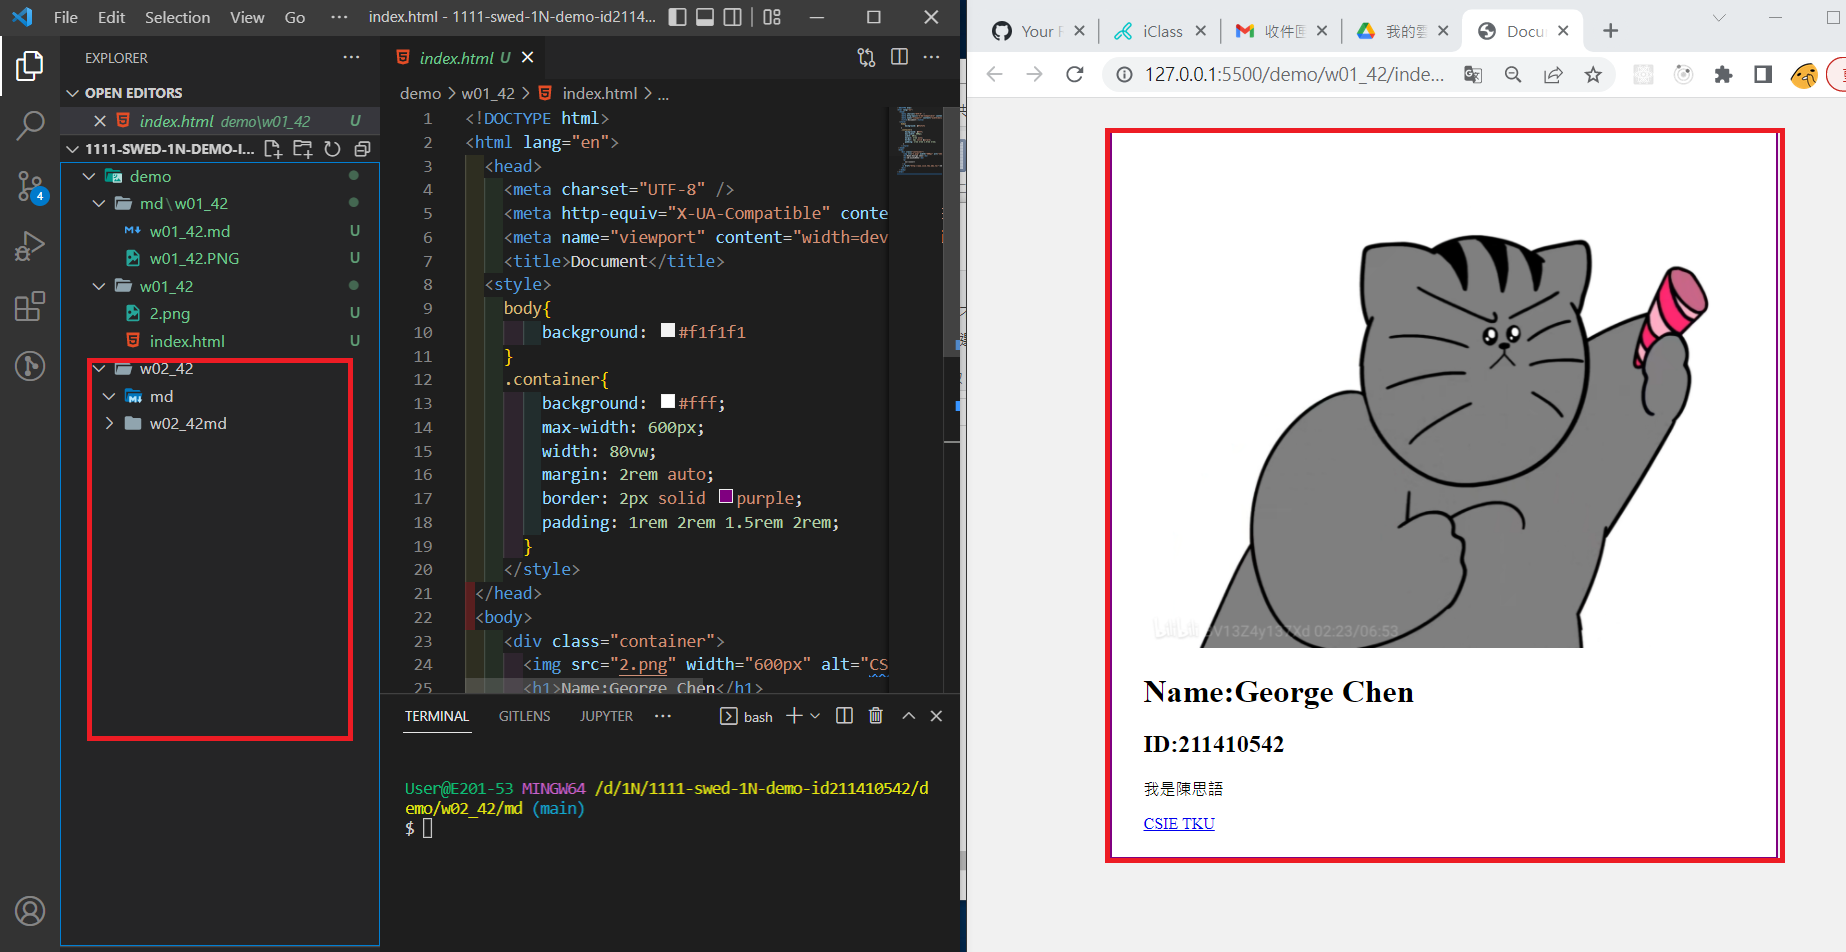 File Edit Selection View Go ··· index.html - 1111-swed-1N-demo-id2114...
EXPLORER ···
OPEN EDITORS
index.html demo\w01_42 U
1111-SWED-1N-DEMO-I...
demo
md\w01_42
w01_42.md U
w01_42.PNG U
w01_42
2.png U
index.html U
w02_42
md
w02_42md
4
index.html U
demo > w01_42 > index.html > ...
1 <!DOCTYPE html>
2 <html lang="en">
3 <head>
4 <meta charset="UTF-8" />
5 <meta http-equiv="X-UA-Compatible" conte
6 <meta name="viewport" content="width=dev
7 <title>Document</title>
8 <style>
9 body{
10 background: #f1f1f1
11 }
12 .container{
13 background: #fff;
14 max-width: 600px;
15 width: 80vw;
16 margin: 2rem auto;
17 border: 2px solid purple;
18 padding: 1rem 2rem 1.5rem 2rem;
19 }
20 </style>
21 </head>
22 <body>
23 <div class="container">
24 <img src="2.png" width="600px" alt="CS
25 <h1>Name:George Chen</h1>
TERMINAL GITLENS JUPYTER ··· bash
User@E201-53 MINGW64 /d/1N/1111-swed-1N-demo-id211410542/d
emo/w02_42/md (main)
$
Your iClass 收件匣 我的雲 Docu
127.0.0.1:5500/demo/w01_42/inde...
02:23/06:53
Name:George Chen
ID:211410542
我是陳思語
CSIE TKU